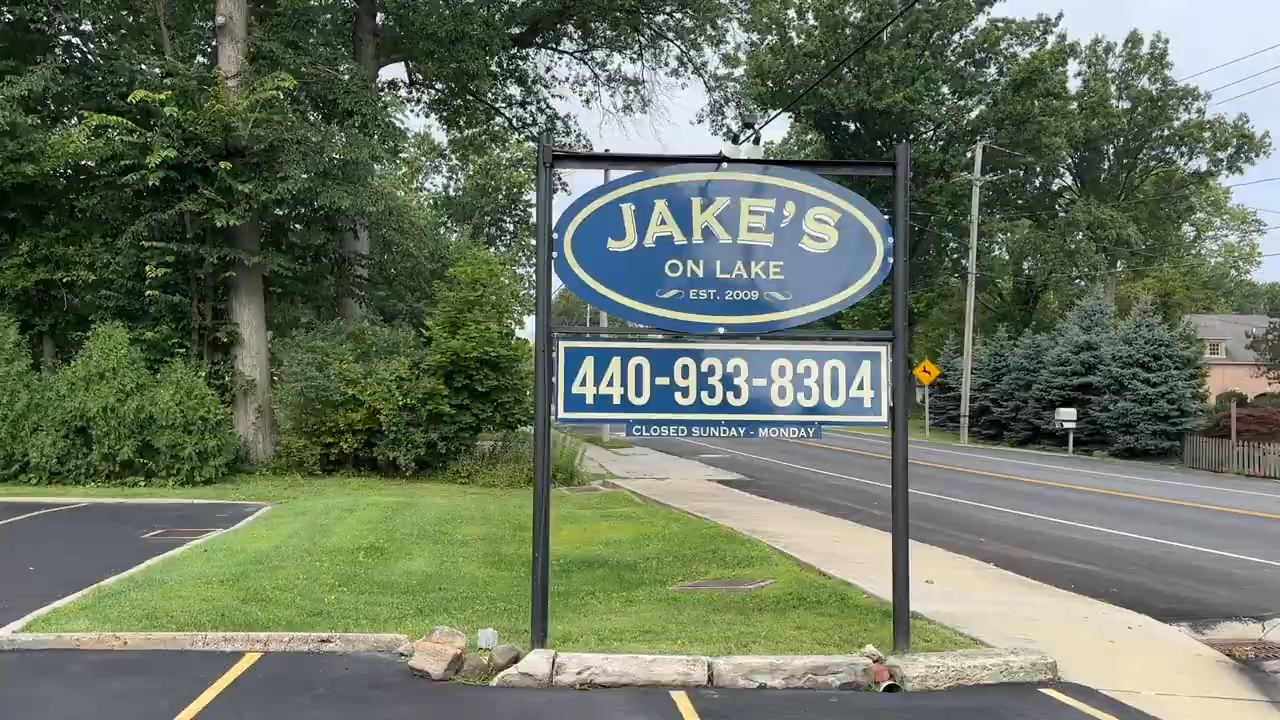 JAKE'S
ON LAKE
EST. 2009
440-933-8304
CLOSED SUNDAY - MONDAY